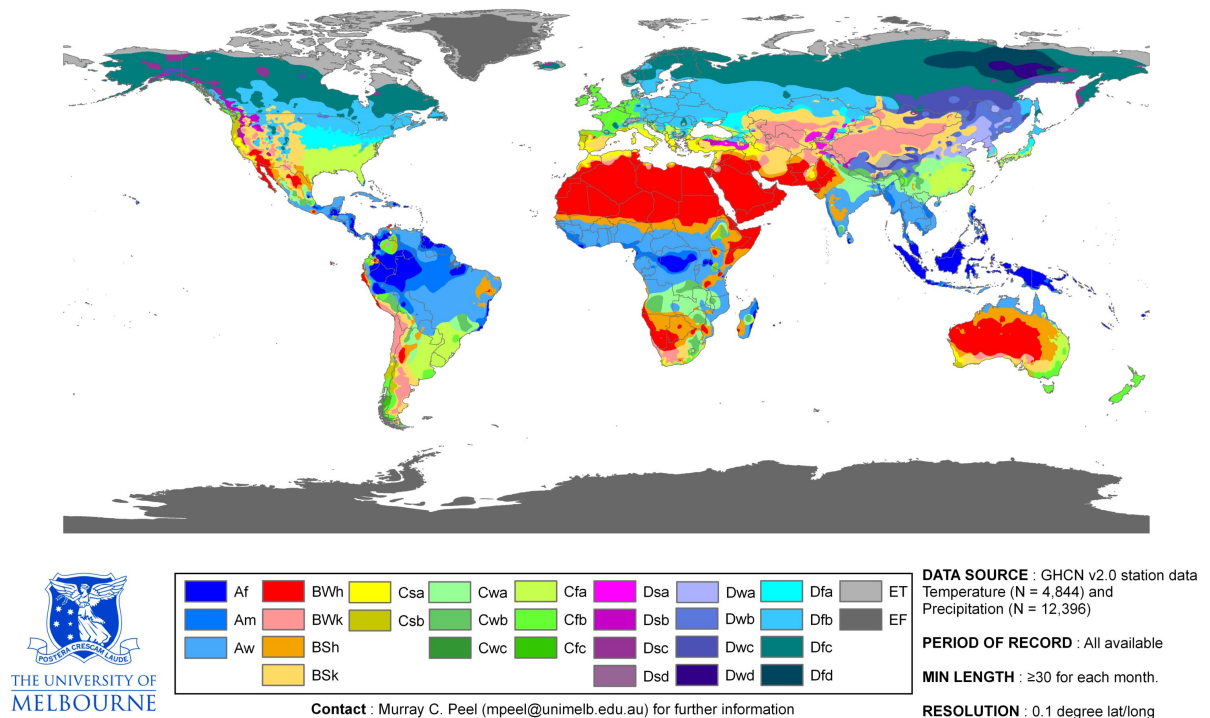 Af
BWh
Csa
Cwa
Cfa
Dsa
Dwa
Dfa
ET
Am
BWk
Csb
Cwb
Cfb
Dsb
Dwb
Dfb
EF
Aw
BSh
Cwc
Cfc
Dsc
Dwc
Dfc
BSk
Dsd
Dwd
Dfd
DATA SOURCE : GHCN v2.0 station data
Temperature (N = 4,844) and
Precipitation (N = 12,396)
PERIOD OF RECORD : All available
MIN LENGTH : ≥30 for each month.
RESOLUTION : 0.1 degree lat/long
POSTERA CRESCAM LAUDE
THE UNIVERSITY OF
MELBOURNE
Contact : Murray C. Peel (mpeel@unimelb.edu.au) for further information